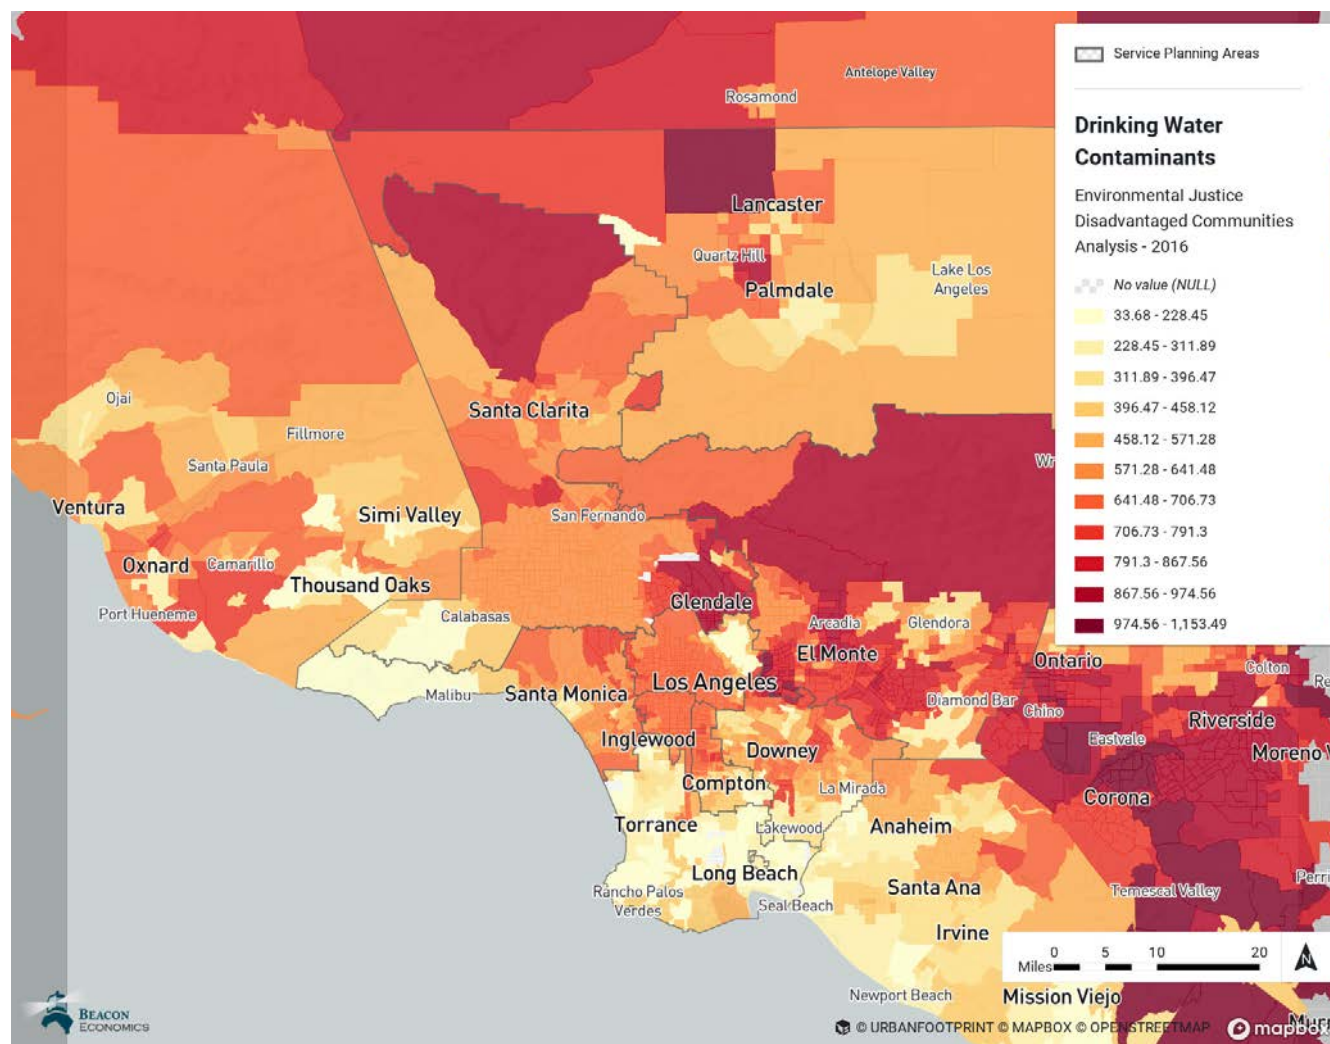 Service Planning Areas
Drinking Water
Contaminants
Environmental Justice
Disadvantaged Communities
Analysis - 2016
No value (NULL)
33.68 - 228.45
228.45 - 311.89
311.89 - 396.47
396.47 - 458.12
458.12 - 571.28
571.28 - 641.48
641.48 - 706.73
706.73 - 791.3
791.3 - 867.56
867.56 - 974.56
974.56 - 1,153.49
Antelope Valley
Rosamond
Lancaster
Quartz Hill
Palmdale
Lake Los
Angeles
Ojai
Santa Clarita
Fillmore
Santa Paula
Wr
Ventura
Simi Valley
San Fernando
Oxnard
Camarillo
Thousand Oaks
Port Hueneme
Calabasas
Glendale
Arcadia
Glendora
El Monte
Ontario
Colton
Malibu
Santa Monica
Los Angeles
Diamond Bar
Chino
Re
Riverside
Inglewood
Downey
Eastvale
Moreno V
Compton
La Mirada
Corona
Torrance
Lakewood
Anaheim
Long Beach
Santa Ana
Rancho Palos
Verdes
Seal Beach
Temescal Valley
Perri
Irvine
Newport Beach
Mission Viejo
Murr
0 5 10 20
Miles
N
BEACON
ECONOMICS
© URBANFOOTPRINT © MAPBOX © OPENSTREETMAP
mapbox